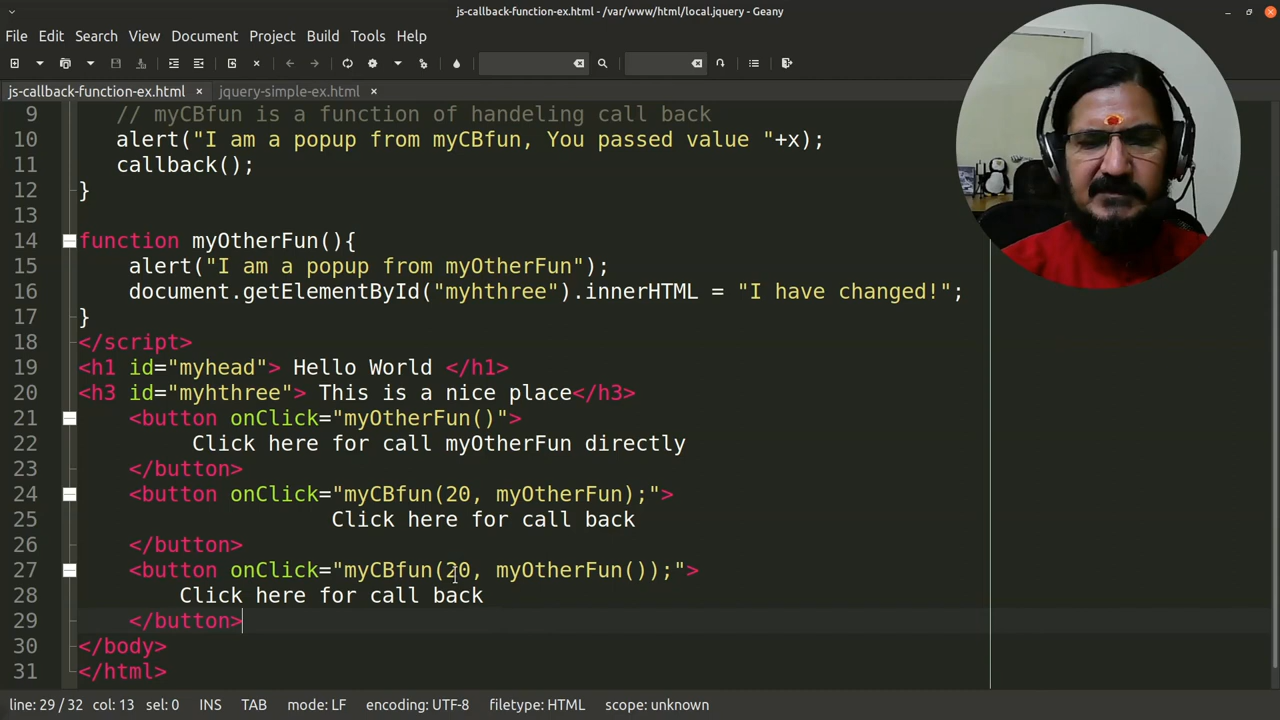 js-callback-function-ex.html - /var/www/html/local.jquery - Geany
File Edit Search View Document Project Build Tools Help
js-callback-function-ex.html × jquery-simple-ex.html ×
9 // myCBfun is a function of handeling call back
10 alert("I am a popup from myCBfun, You passed value "+x);
11 callback();
12 }
13
14 function myOtherFun(){
15 alert("I am a popup from myOtherFun");
16 document.getElementById("myhthree").innerHTML = "I have changed!";
17 }
18 </script>
19 <h1 id="myhead"> Hello World </h1>
20 <h3 id="myhthree"> This is a nice place</h3>
21 <button onClick="myOtherFun()">
22 Click here for call myOtherFun directly
23 </button>
24 <button onClick="myCBfun(20, myOtherFun);">
25 Click here for call back
26 </button>
27 <button onClick="myCBfun(20, myOtherFun());">
28 Click here for call back
29 </button>
30 </body>
31 </html>
line: 29 / 32 col: 13 sel: 0 INS TAB mode: LF encoding: UTF-8 filetype: HTML scope: unknown